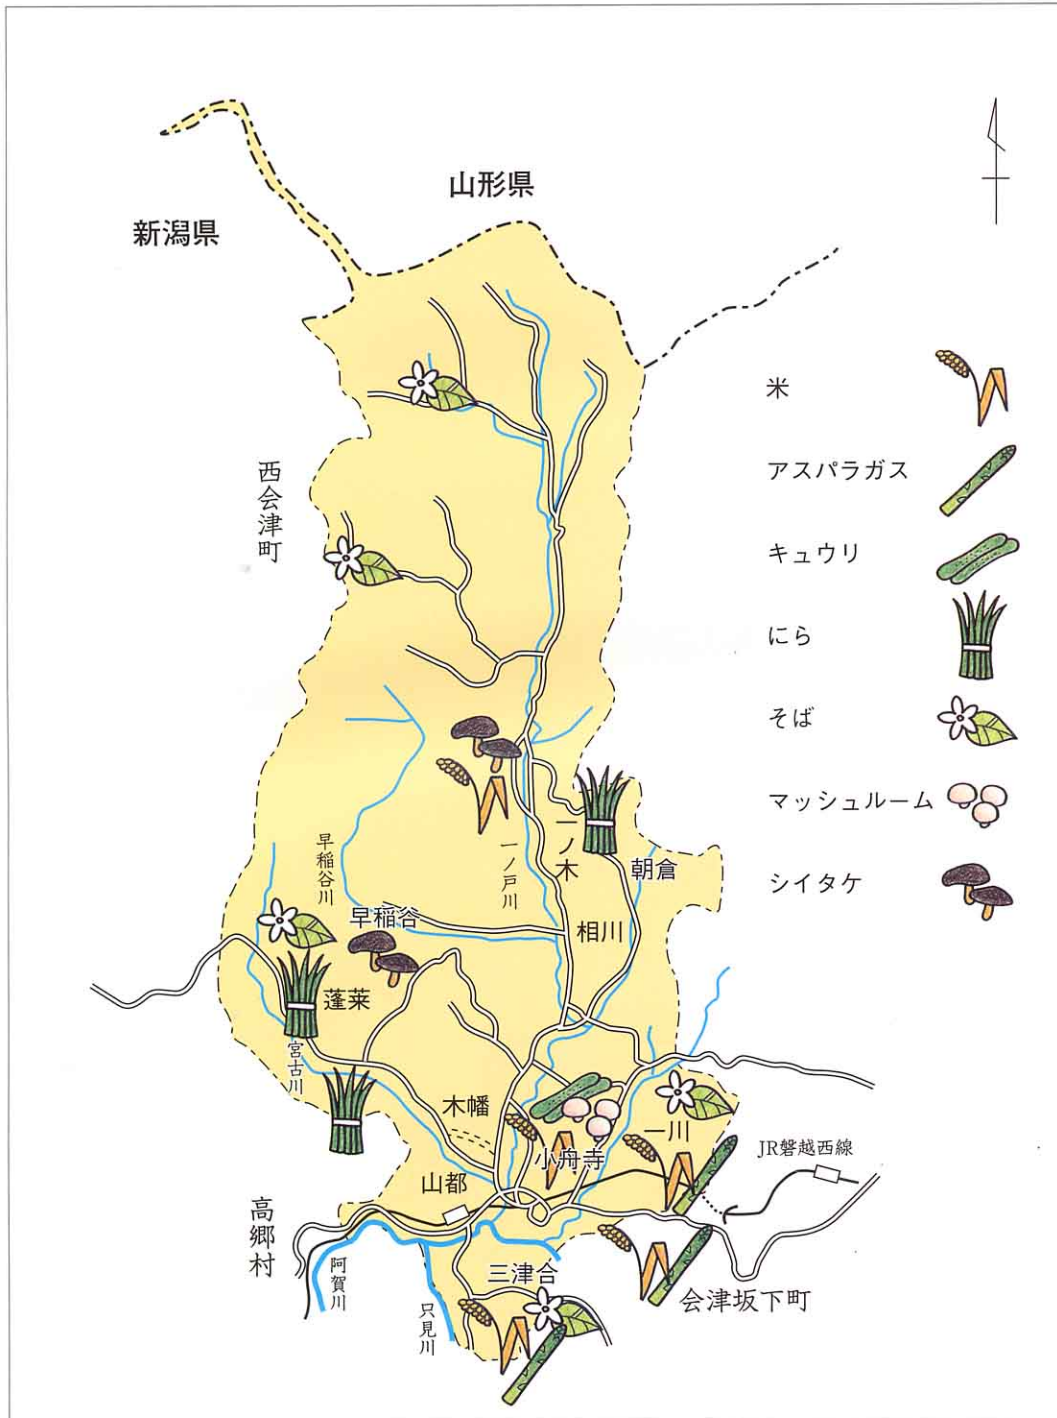 山形県
新潟県
米
アスパラガス
西会津町
キュウリ
にら
そば
マッシュルーム
早稲谷川
一ノ戸川
一ノ木
朝倉
シイタケ
早稲谷
相川
蓬莱
宮古川
木幡
一川
小舟寺
JR磐越西線
山都
高郷村
阿賀川
三津合
只見川
会津坂下町